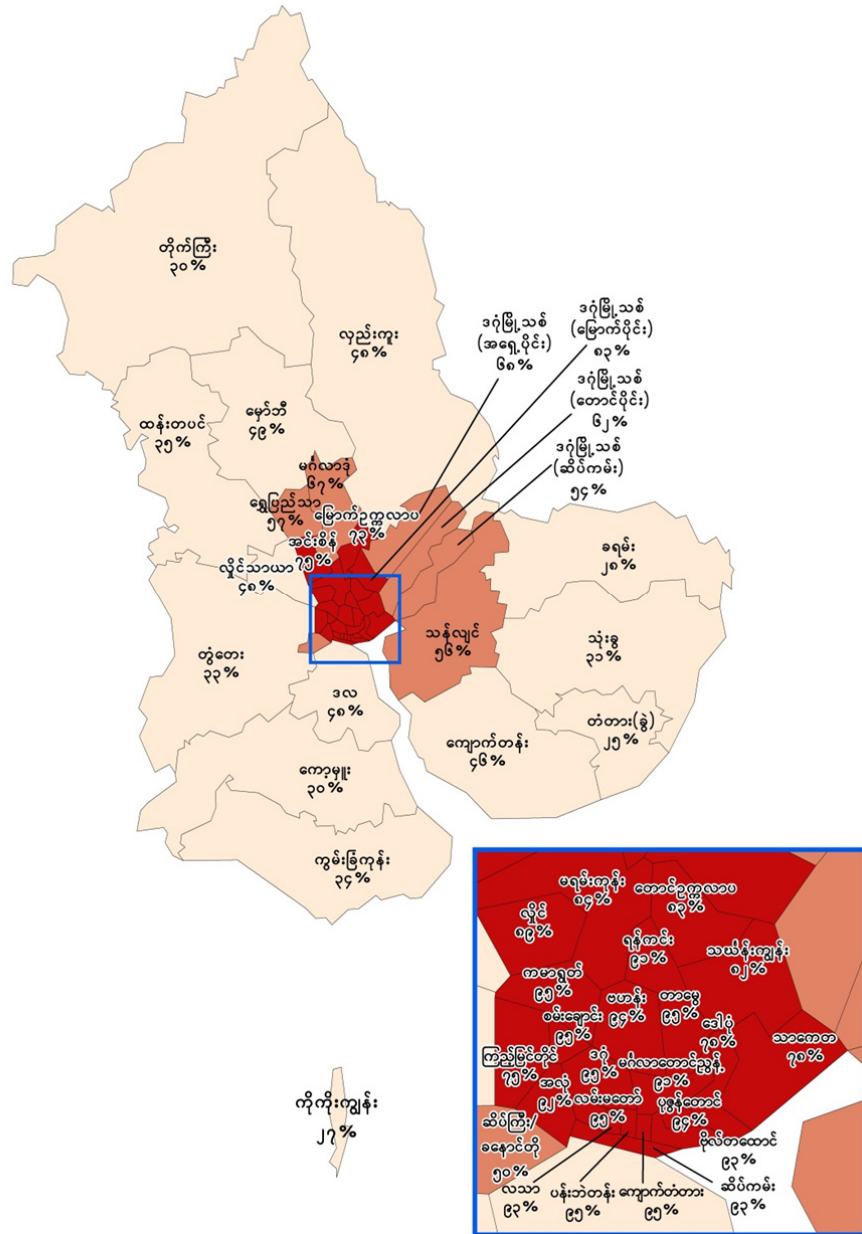 တိုက်ကြီး
၃၀%
လှည်းကူး
၄၈%
ဒဂုံမြို့သစ်
(အရှေ့ပိုင်း)
၆၈%
ဒဂုံမြို့သစ်
(မြောက်ပိုင်း)
၈၃%
ဒဂုံမြို့သစ်
(တောင်ပိုင်း)
၆၂%
ဒဂုံမြို့သစ်
(ဆိပ်ကမ်း)
၅၄%
မှော်ဘီ
၄၉%
ထန်းတပင်
၃၅%
မင်္ဂလာဒုံ
၆၇%
ရွှေပြည်သာ
၅၇%
မြောက်ဥက္ကလာပ
၇၃%
အင်းစိန်
၇၅%
လှိုင်သာယာ
၄၈%
ခရမ်း
၂၈%
သန်လျင်
၅၆%
သုံးခွ
၃၁%
တွံတေး
၃၃%
ဒလ
၄၈%
တံတား(ခွဲ)
၂၅%
ကျောက်တန်း
၄၆%
ကော့မှူး
၃၀%
ကွမ်းခြံကုန်း
၃၄%
ကိုကိုးကျွန်း
၂၇%
မရမ်းကုန်း
၈၄%
တောင်ဥက္ကလာပ
၈၃%
လှိုင်
၈၉%
ရန်ကင်း
၉၁%
သင်္ဃန်းကျွန်း
၈၂%
ကမာရွတ်
၉၅%
ဗဟန်း
၉၄%
တာမွေ
၉၅%
စမ်းချောင်း
၉၅%
ဒေါပုံ
၇၈%
သာကေတ
၇၈%
ကြည့်မြင်တိုင်
၇၅%
ဒဂုံ
၉၅%
မင်္ဂလာတောင်ညွန့်
၉၁%
အလုံ
၉၂%
လမ်းမတော်
၉၅%
ပုဇွန်တောင်
၉၄%
ဆိပ်ကြီး/
ခနောင်တို
၅၀%
ဗိုလ်တထောင်
၉၃%
လသာ
၉၃%
ပန်းဘဲတန်း
၉၅%
ကျောက်တံတား
၉၅%
ဆိပ်ကမ်း
၉၃%